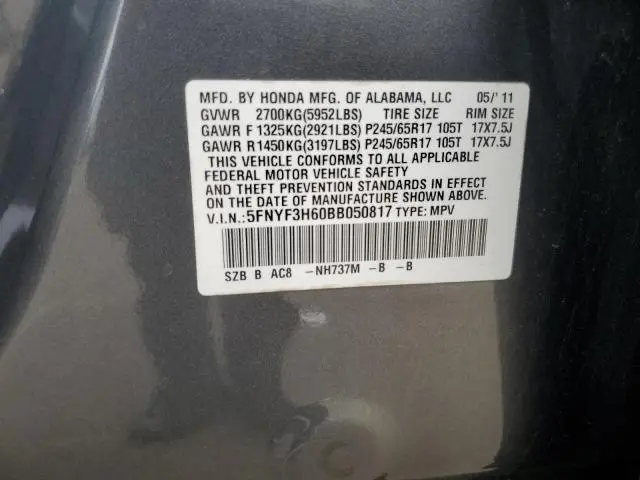 MFD. BY HONDA MFG. OF ALABAMA, LLC 05/'11
GVWR 2700KG(5952LBS) TIRE SIZE RIM SIZE
GAWR F 1325KG(2921LBS) P245/65R17 105T 17X7.5J
GAWR R1450KG(3197LBS) P245/65R17 105T 17X7.5J
THIS VEHICLE CONFORMS TO ALL APPLICABLE
FEDERAL MOTOR VEHICLE SAFETY
AND THEFT PREVENTION STANDARDS IN EFFECT
ON THE DATE OF MANUFACTURE SHOWN ABOVE.
V.I.N.:5FNYF3H60BB050817 TYPE: MPV
SZB B AC8 -NH737M -B -B